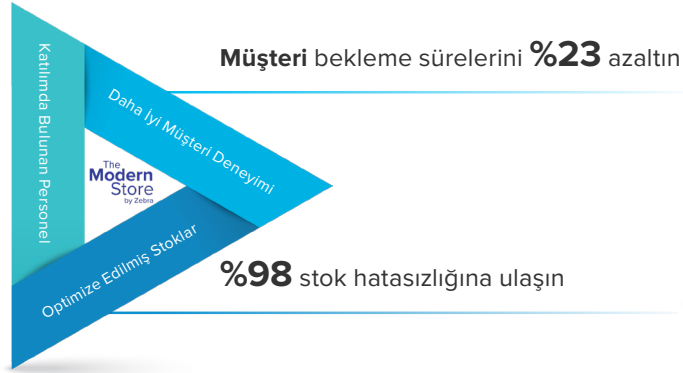 Müşteri bekleme sürelerini %23 azaltın
Katılımda Bulunan Personel
Daha İyi Müşteri Deneyimi
The
Modern
Store
by Zebra
Optimize Edilmiş Stoklar
%98 stok hatasızlığına ulaşın